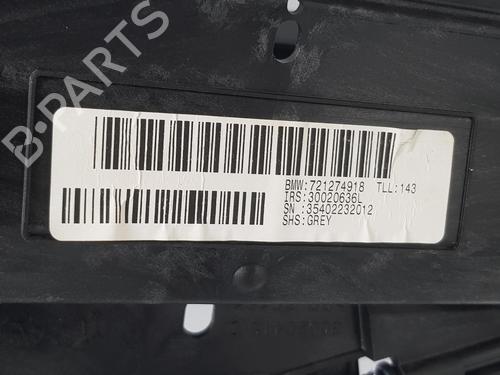 B-PARTS
BMW:721274918 TLL:143
IRS:30020636L
SN :35402232012
SHS:GREY